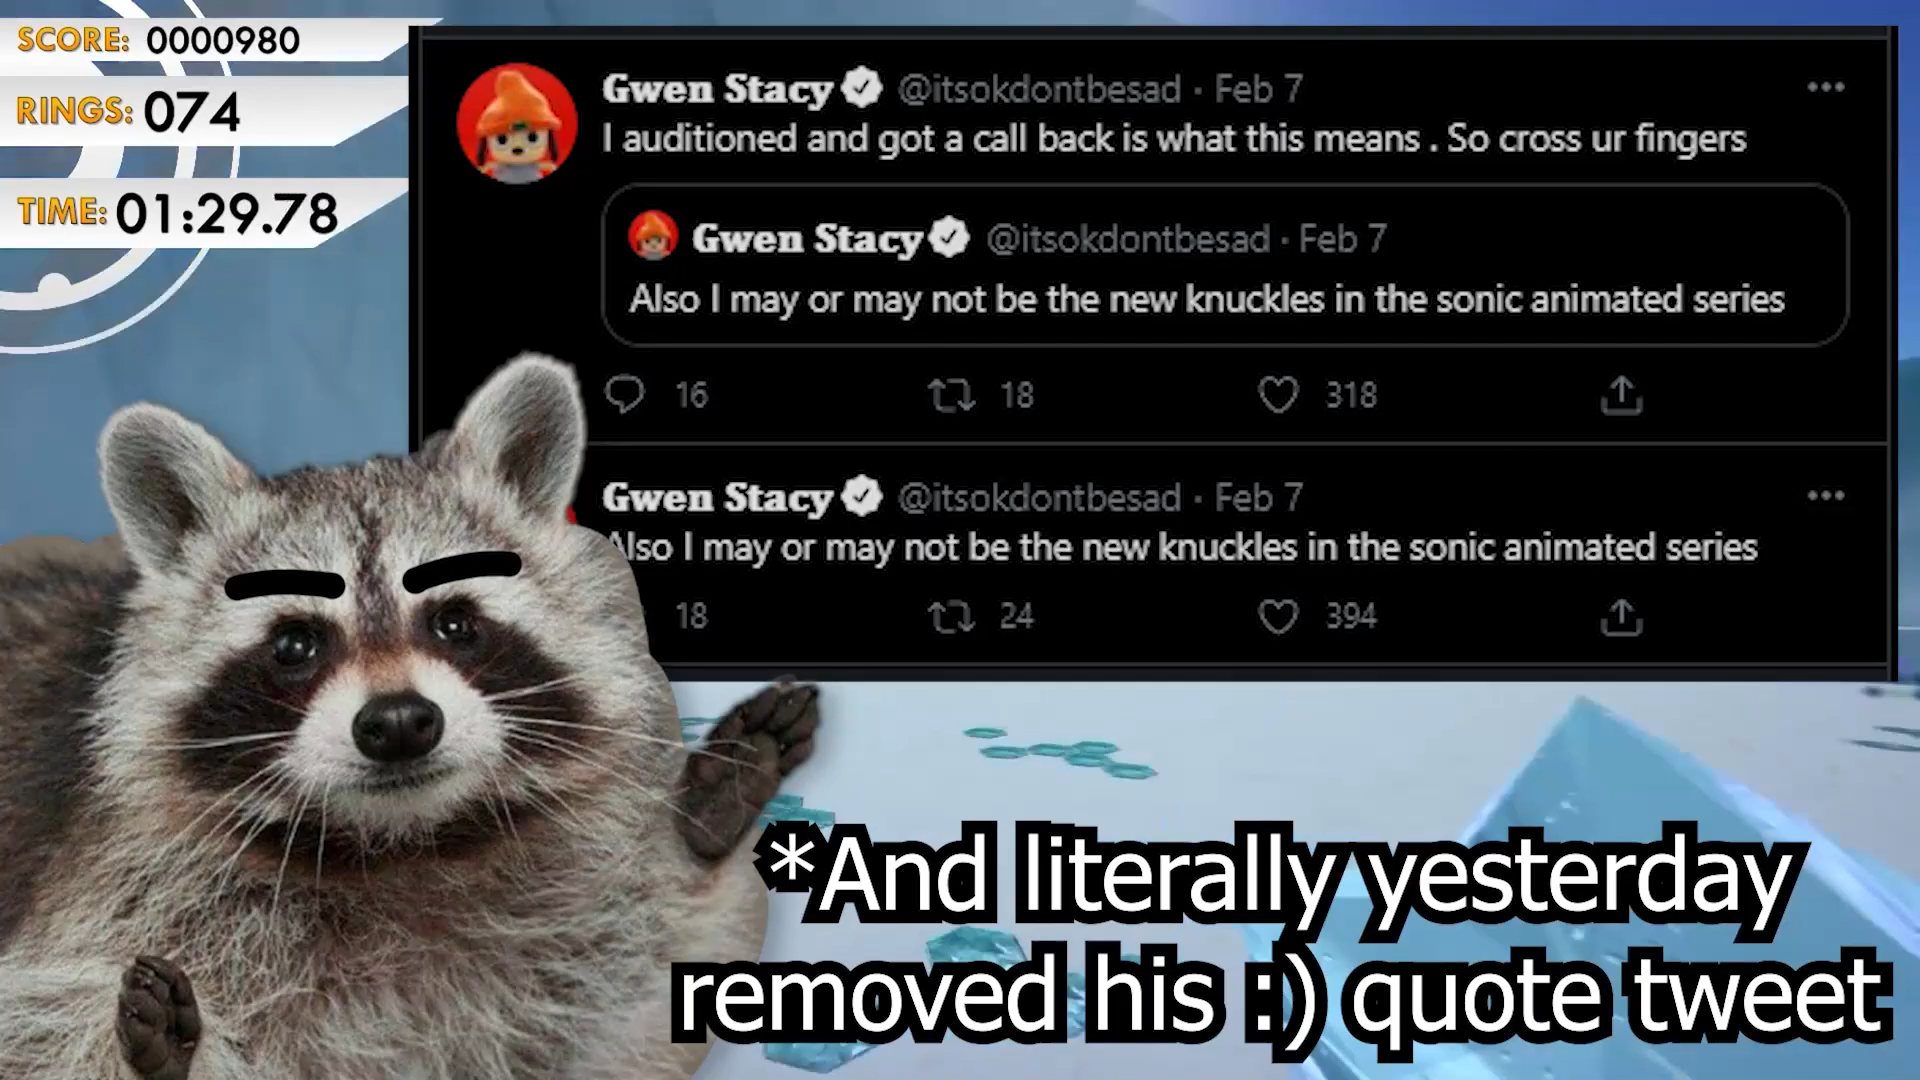 SCORE: 0000980
RINGS: 074
TIME: 01:29.78
Gwen Stacy @itsokdontbesad · Feb 7
I auditioned and got a call back is what this means . So cross ur fingers
Gwen Stacy @itsokdontbesad · Feb 7
Also I may or may not be the new knuckles in the sonic animated series
16 18 318
Gwen Stacy @itsokdontbesad · Feb 7
Also I may or may not be the new knuckles in the sonic animated series
18 24 394
*And literally yesterday
removed his :) quote tweet